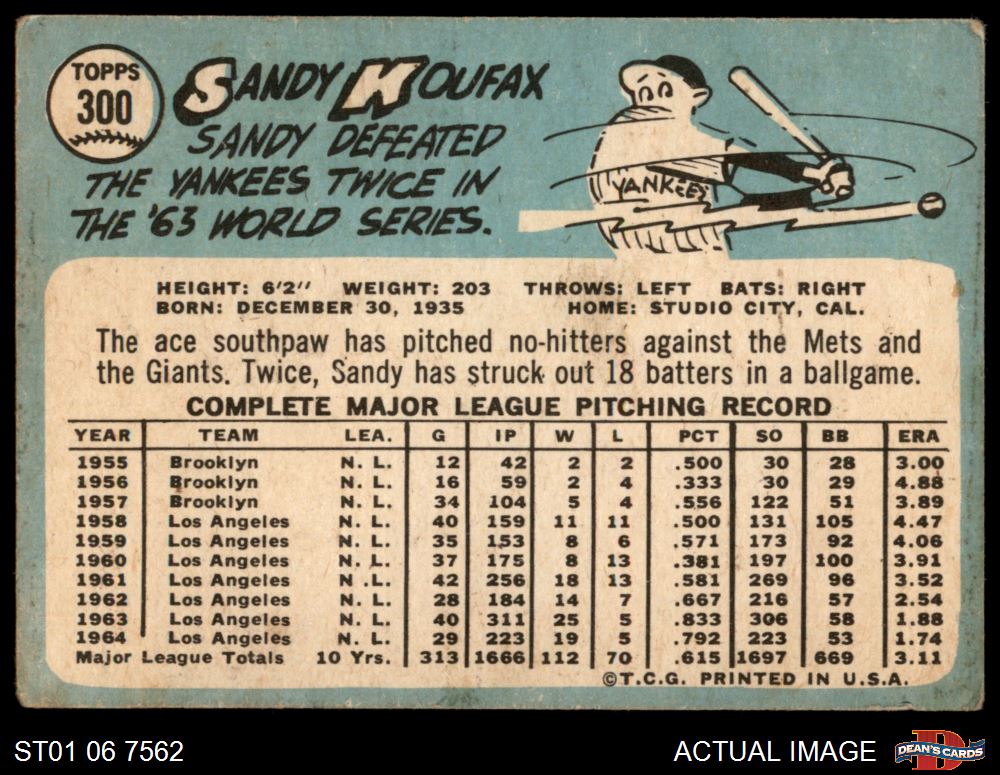 TOPPS
300
SANDY KOUFAX
SANDY DEFEATED
THE YANKEES TWICE IN
THE '63 WORLD SERIES.
YANKEES
HEIGHT: 6'2" WEIGHT: 203 THROWS: LEFT BATS: RIGHT
BORN: DECEMBER 30, 1935 HOME: STUDIO CITY, CAL.
The ace southpaw has pitched no-hitters against the Mets and
the Giants. Twice, Sandy has struck out 18 batters in a ballgame.
COMPLETE MAJOR LEAGUE PITCHING RECORD
YEAR TEAM LEA. G IP W L PCT SO BB ERA
1955 Brooklyn N. L. 12 42 2 2 .500 30 28 3.00
1956 Brooklyn N. L. 16 59 2 4 .333 30 29 4.88
1957 Brooklyn N. L. 34 104 5 4 .556 122 51 3.89
1958 Los Angeles N. L. 40 159 11 11 .500 131 105 4.47
1959 Los Angeles N. L. 35 153 8 6 .571 173 92 4.06
1960 Los Angeles N. L. 37 175 8 13 .381 197 100 3.91
1961 Los Angeles N .L. 42 256 18 13 .581 269 96 3.52
1962 Los Angeles N. L. 28 184 14 7 .667 216 57 2.54
1963 Los Angeles N. L. 40 311 25 5 .833 306 58 1.88
1964 Los Angeles N. L. 29 223 19 5 .792 223 53 1.74
Major League Totals 10 Yrs. 313 1666 112 70 .615 1697 669 3.11
©T.C.G. PRINTED IN U.S.A.
ST01 06 7562
ACTUAL IMAGE
D
DEAN'S CARDS